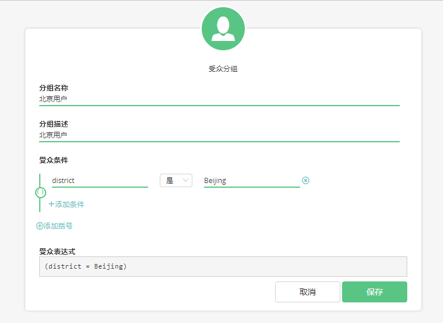 受众分组
分组名称
北京用户
分组描述
北京用户
受众条件
district 是 Beijing
+添加条件
添加括号
受众表达式
(district = Beijing)
取消 保存